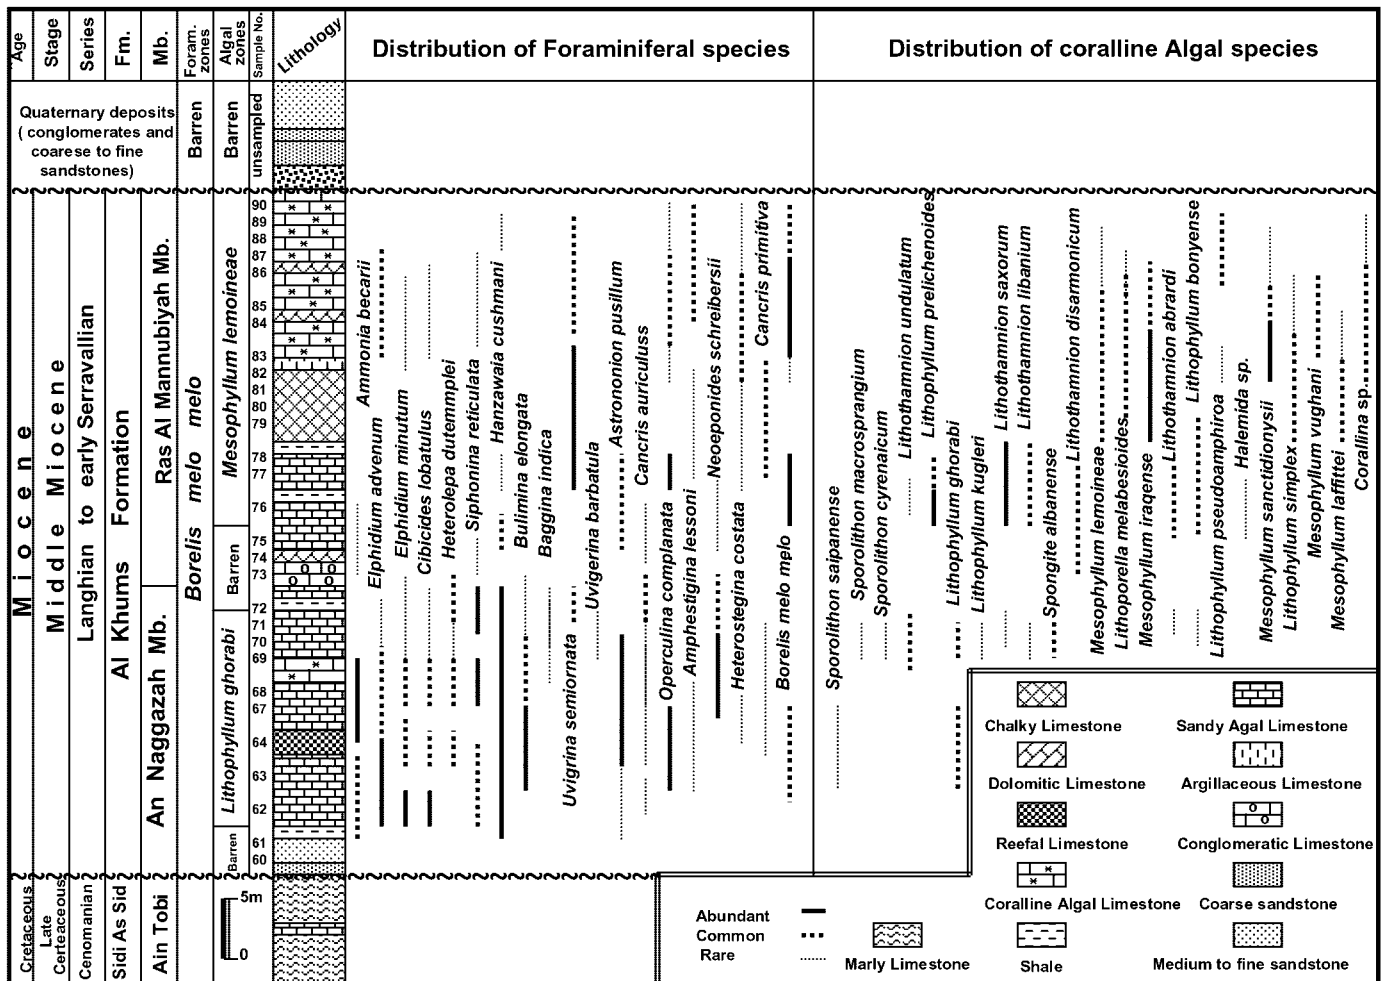 Age
Stage
Series
Fm.
Mb.
Foram. zones
Algal zones
Sample No.
Lithology
Distribution of Foraminiferal species
Distribution of coralline Algal species
Quaternary deposits
( conglomerates and
coarese to fine
sandstones)
Barren
Barren
unsampled
Miocene
Middle Miocene
Langhian to early Serravallian
Al Khums Formation
Ras Al Mannubiyah Mb.
An Naggazah Mb.
Borelis melo melo
Mesophyllum lemoineae
Barren
Lithophyllum ghorabi
Barren
90
89
88
87
86
85
84
83
82
81
80
79
78
77
76
75
74
73
72
71
70
69
68
67
64
63
62
61
60
Cretaceous
Late Certeaceous
Cenomanian
Sidi As Sid
Ain Tobi
5m
0
Ammonia becarii
Elphidium advenum
Elphidium minutum
Cibicides lobatulus
Heterolepa dutemmplei
Siphonina reticulata
Hanzwaia cushmani
Bulimina elongata
Baggina indica
Uvigrina semiornata
Uvigerina barbatula
Astrononion pusillum
Cancris auriculuss
Operculina complanata
Amphestigina lessoni
Neoeponides schreibersii
Heterostegina costata
Cancris primitiva
Borelis melo melo
Sporolithon saipanense
Sporolithon macrosprangium
Sporolithon cyrenaicum
Lithothamnion undulatum
Lithophyllum prelichenoides
Lithophyllum ghorabi
Lithophyllum kugleri
Lithothamnion saxorum
Lithothamnion libanium
Spongite albanense
Lithothamnion disarmonicum
Mesophyllum lemoineae
Lithoporella melabesioides
Mesophyllum iraqense
Lithothamnion abrardi
Lithophyllum bonyense
Lithophyllum pseudoamphiroa
Halemida sp.
Mesophyllum sanctidionysii
Lithophyllum simplex
Mesophyllum vughani
Mesophyllum laffittei
Corallina sp.
Abundant
Common
Rare
Chalky Limestone
Sandy Agal Limestone
Dolomitic Limestone
Argillaceous Limestone
Reefal Limestone
Conglomeratic Limestone
Coralline Algal Limestone
Coarse sandstone
Marly Limestone
Shale
Medium to fine sandstone